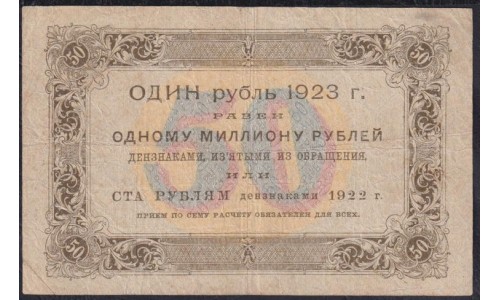 50 50
ОДИН рубль 1923 г.
РАВЕН
ОДНОМУ МИЛЛИОНУ РУБЛЕЙ
ДЕНЗНАКАМИ, ИЗ'ЯТЫМИ ИЗ ОБРАЩЕНИЯ,
ИЛИ
СТА РУБЛЯМ дензнаками 1922 г.
ПРИЕМ ПО СЕМУ РАСЧЕТУ ОБЯЗАТЕЛЕН ДЛЯ ВСЕХ.
50
50 50